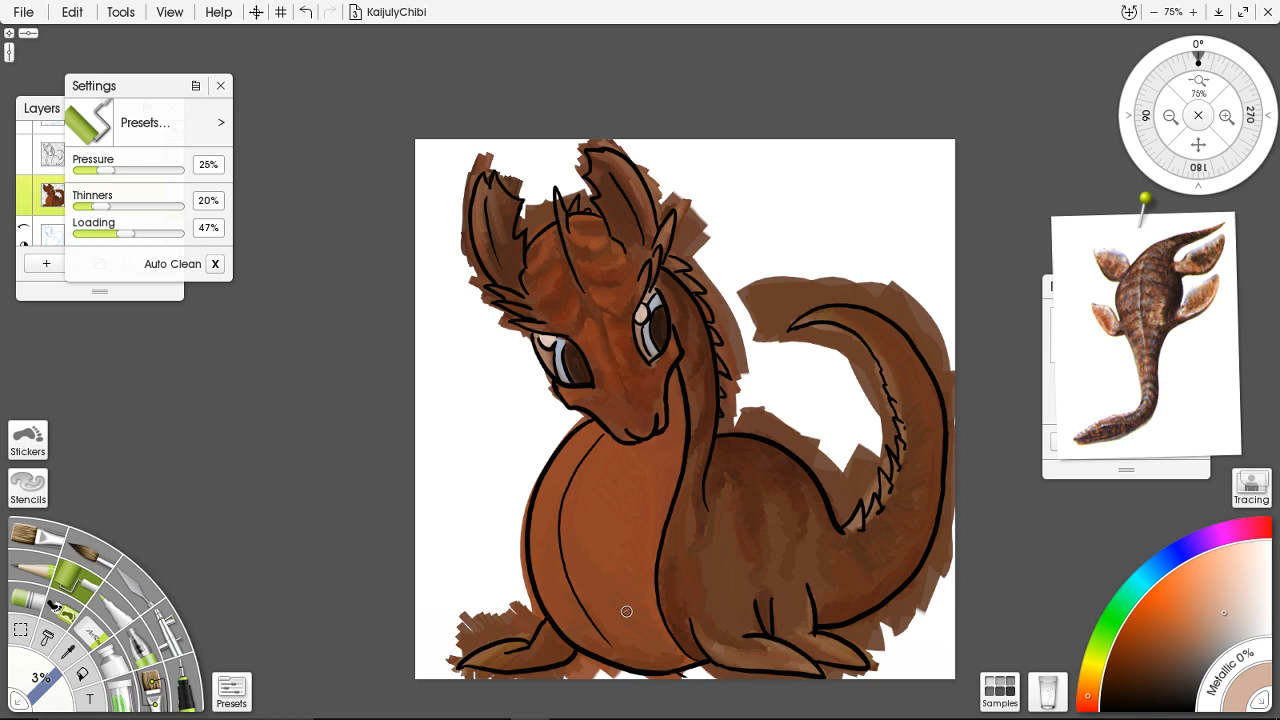 File Edit Tools View Help 3 KaijulyChibi 75%
Settings
Layers
Presets...
Pressure 25%
Thinners 20%
Loading 47%
Auto Clean X
0°
75%
90
270
180
Stickers
Stencils
3%
T
Presets
Tracing
Samples
Metallic 0%